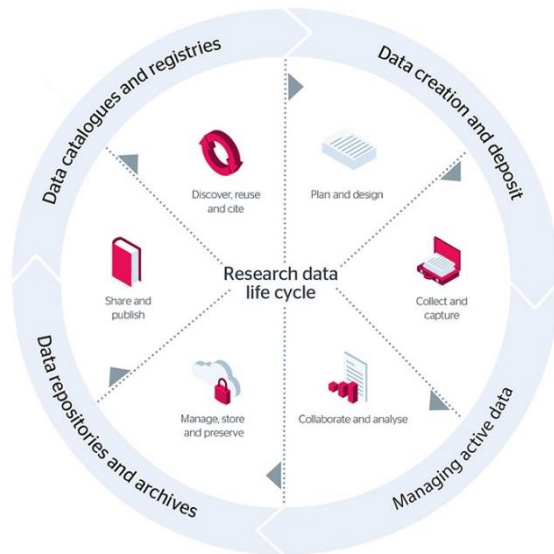 Data catalogues and registries
Data creation and deposit
Discover, reuse
and cite
Plan and design
Research data
life cycle
Share and
publish
Collect and
capture
Manage, store
and preserve
Collaborate and analyse
Data repositories and archives
Managing active data